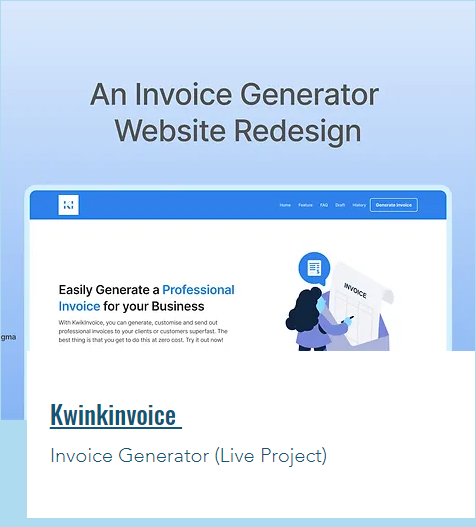 An Invoice Generator
Website Redesign
Home Feature FAQ Draft History Generate Invoice
Easily Generate a Professional
Invoice for your Business
With KwikInvoice, you can generate, customise and send out
professional invoices to your clients or customers superfast. The
best thing is that you get to do this at zero cost. Try it out now!
INVOICE
gma
Kwinkinvoice
Invoice Generator (Live Project)